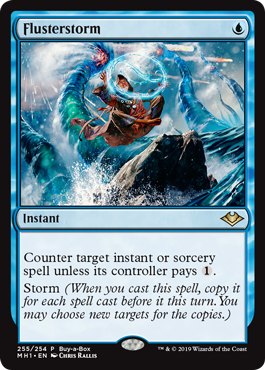 Flusterstorm
Instant
Counter target instant or sorcery
spell unless its controller pays 1.
Storm (When you cast this spell, copy it
for each spell cast before it this turn. You
may choose new targets for the copies.)
255/254 P Buy-a-Box
MH1 • EN Chris Rallis
™ & © 2019 Wizards of the Coast